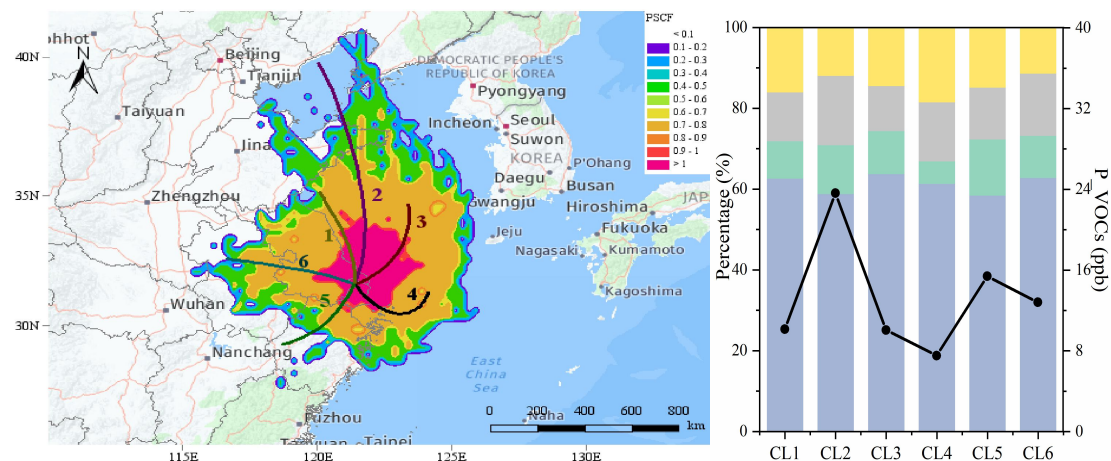 hhot
40N
N
Beijing
Tianjin
Taiyuan
Jina
Zhengzhou
35N
Wuhan
30N
Nanchang
Fuzhou
Taipei
Naha
DEMOCRATIC PEOPLE'S
REPUBLIC OF KOREA
Pyongyang
Incheon
Seoul
Suwon
KOREA
Daegu
P'Ohang
Busan
wangju
Hiroshima
JAP
Jeju
Fukuoka
Nagasaki
Kumamoto
Kagoshima
East
China
Sea
1
2
3
4
5
6
0 200 400 600 800
km
115E 120E 125E 130E
PSCF
< 0.1
0.1 - 0.2
0.2 - 0.3
0.3 - 0.4
0.4 - 0.5
0.5 - 0.6
0.6 - 0.7
0.7 - 0.8
0.8 - 0.9
0.9 - 1
> 1
Percentage (%)
100
80
60
40
20
0
CL1 CL2 CL3 CL4 CL5 CL6
40
32
24
16
8
0
P VOCs (ppb)